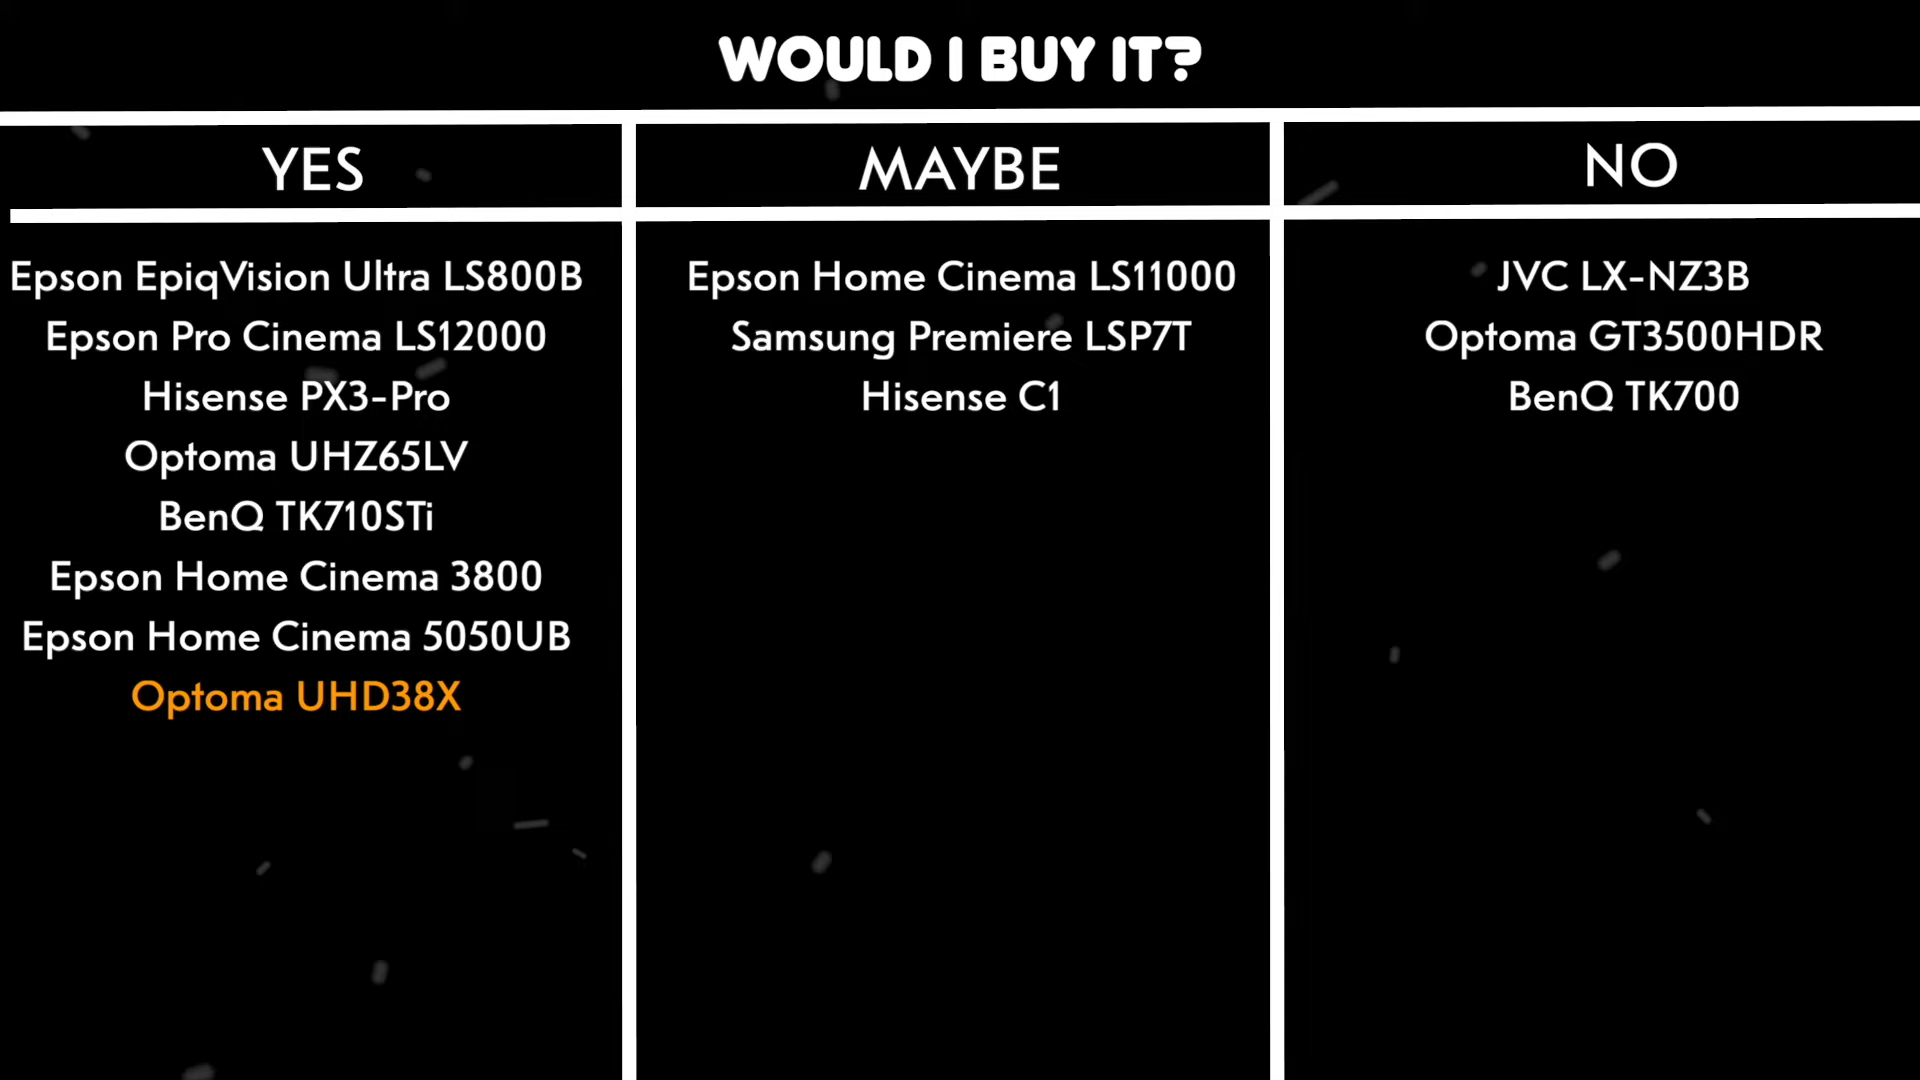 WOULD I BUY IT?
YES
MAYBE
NO
Epson EpiqVision Ultra LS800B
Epson Pro Cinema LS12000
Hisense PX3-Pro
Optoma UHZ65LV
BenQ TK710STi
Epson Home Cinema 3800
Epson Home Cinema 5050UB
Optoma UHD38X
Epson Home Cinema LS11000
Samsung Premiere LSP7T
Hisense C1
JVC LX-NZ3B
Optoma GT3500HDR
BenQ TK700